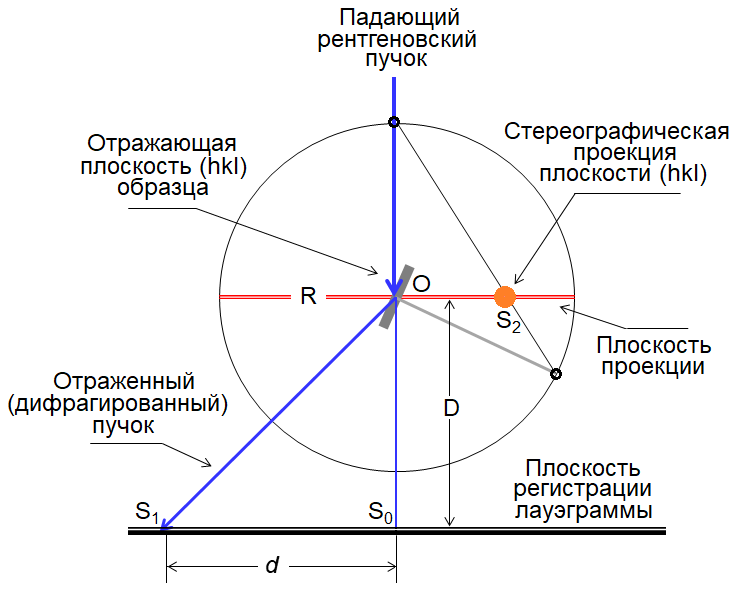 Падающий
рентгеновский
пучок
Отражающая
плоскость (hkl)
образца
Стереографическая
проекция
плоскости (hkl)
O
R
S2
Плоскость
проекции
Отраженный
(дифрагированный)
пучок
D
Плоскость
регистрации
лауэграммы
S1
S0
d